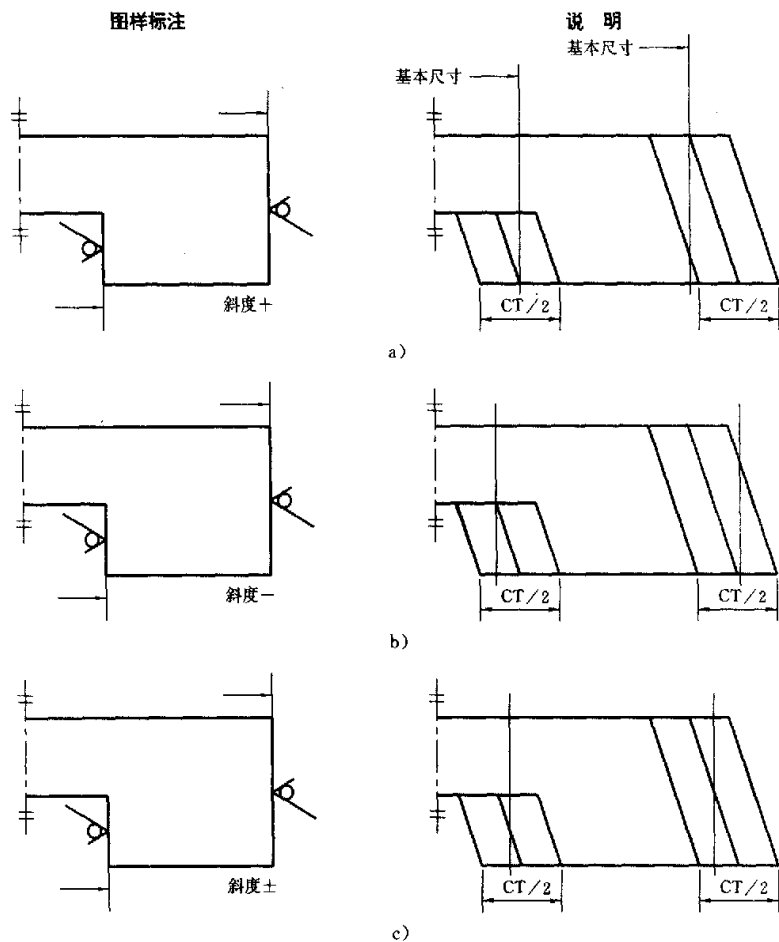 图样标注
说 明
基本尺寸
基本尺寸
斜度+
CT/2
CT/2
a)
斜度-
CT/2
CT/2
b)
斜度±
CT/2
CT/2
c)